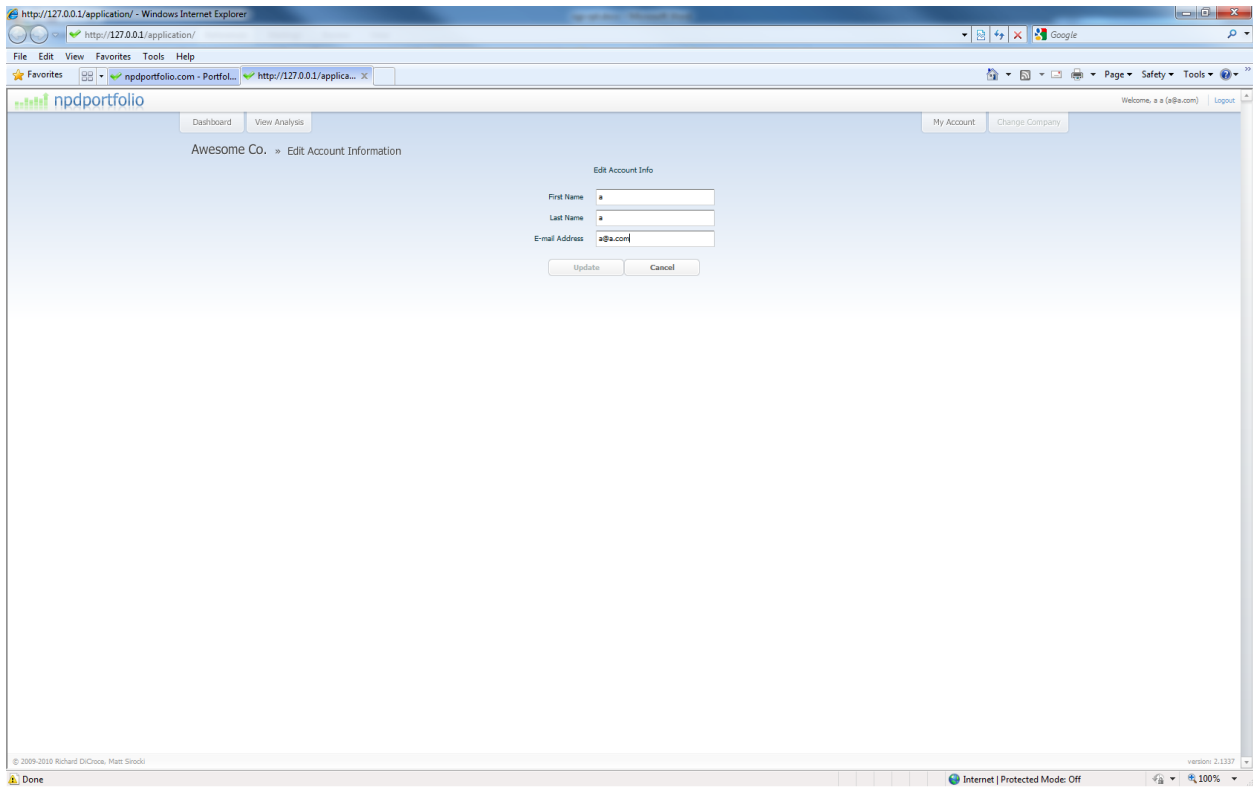 http://127.0.0.1/application/ - Windows Internet Explorer
http://127.0.0.1/application/
Google
File Edit View Favorites Tools Help
Favorites
npdportfolio.com - Portfol...
http://127.0.0.1/applica...
Page Safety Tools
npdportfolio
Welcome, a a (a@a.com) Logout
Dashboard View Analysis My Account Change Company
Awesome Co. » Edit Account Information
Edit Account Info
First Name a
Last Name a
E-mail Address a@a.com
Update Cancel
© 2009-2010 Richard DiCroce, Matt Sirocki
version: 2.1337
Done
Internet | Protected Mode: Off
100%